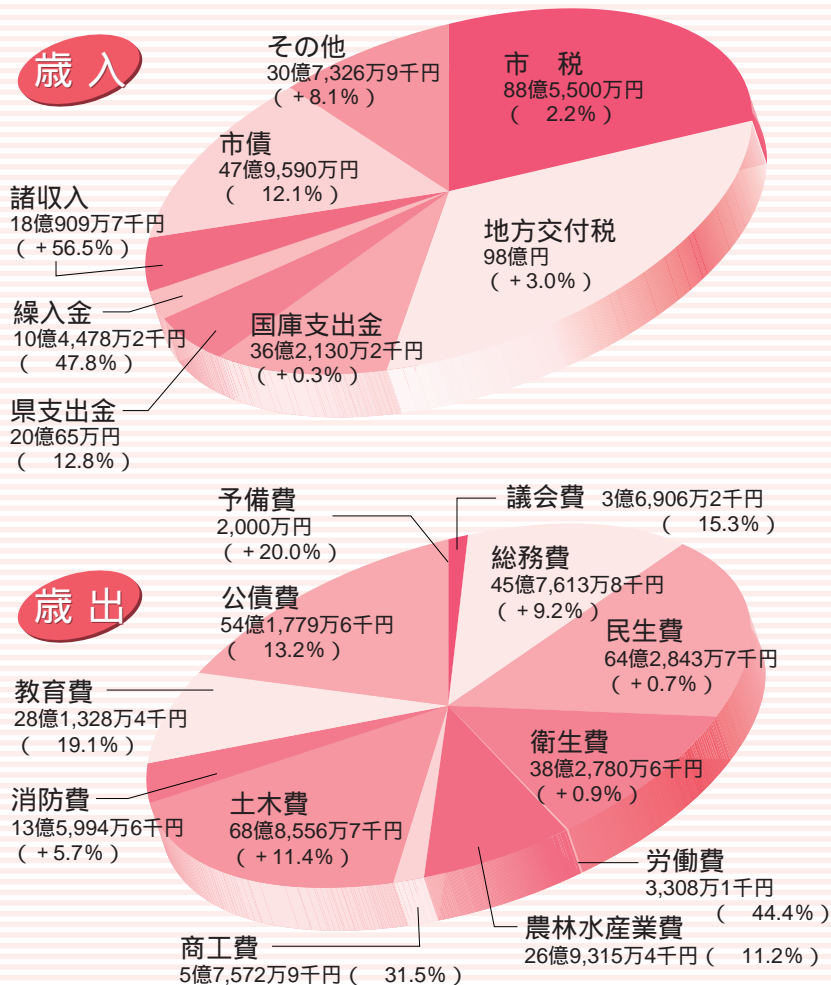 歳入
その他
30億7,326万9千円
（ +8.1% ）
市　税
88億5,500万円
（　2.2% ）
市債
47億9,590万円
（　12.1% ）
諸収入
18億909万7千円
（ +56.5% ）
地方交付税
98億円
（ +3.0% ）
繰入金
10億4,478万2千円
（　47.8% ）
国庫支出金
36億2,130万2千円
（ +0.3% ）
県支出金
20億65万円
（　12.8% ）
歳出
予備費
2,000万円
（ +20.0% ）
議会費 3億6,906万2千円
（　15.3% ）
総務費
45億7,613万8千円
（ +9.2% ）
公債費
54億1,779万6千円
（　13.2% ）
民生費
64億2,843万7千円
（ +0.7% ）
教育費
28億1,328万4千円
（　19.1% ）
衛生費
38億2,780万6千円
（ +0.9% ）
消防費
13億5,994万6千円
（ +5.7% ）
土木費
68億8,556万7千円
（ +11.4% ）
労働費
3,308万1千円
（　44.4% ）
農林水産業費
26億9,315万4千円（　11.2% ）
商工費
5億7,572万9千円（　31.5% ）